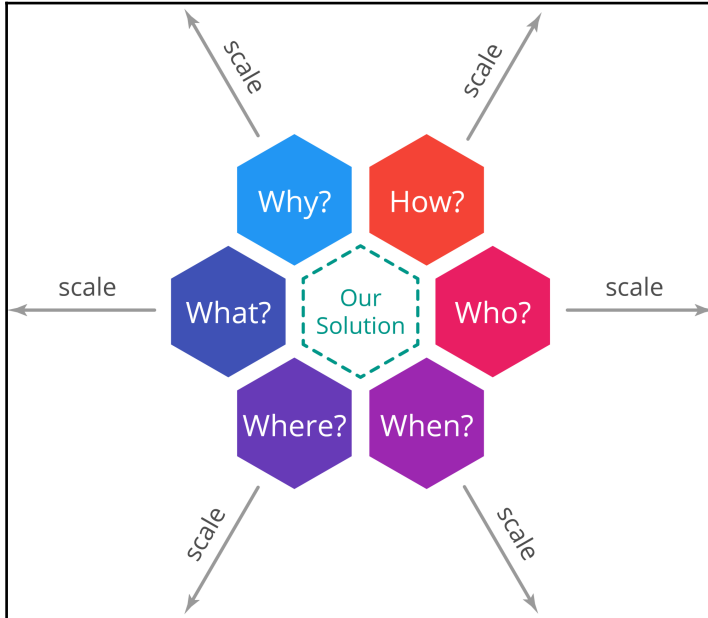 scale
scale
Why?
How?
scale
What?
Our
Solution
Who?
scale
Where?
When?
scale
scale